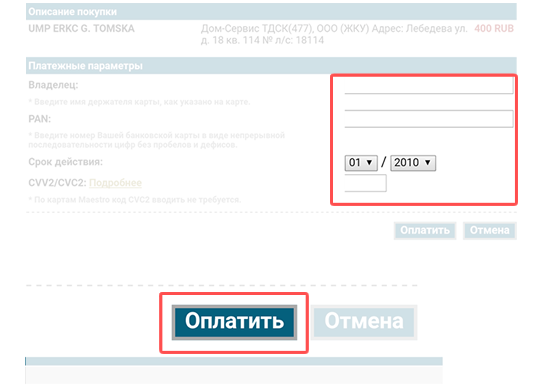 Описание покупки
UMP ERKC G. TOMSKA Дом-Сервис ТДСК(477), ООО (ЖКУ) Адрес: Лебедева ул. 400 RUB
д. 18 кв. 114 № л/с: 18114
Платежные параметры
Владелец:
* Введите имя держателя карты, как указано на карте.
PAN:
* Введите номер Вашей банковской карты в виде непрерывной
последовательности цифр без пробелов и дефисов.
Срок действия: 01 / 2010
CVV2/CVC2: Подробнее
* По картам Maestro код CVC2 вводить не требуется.
Оплатить Отмена
Оплатить Отмена